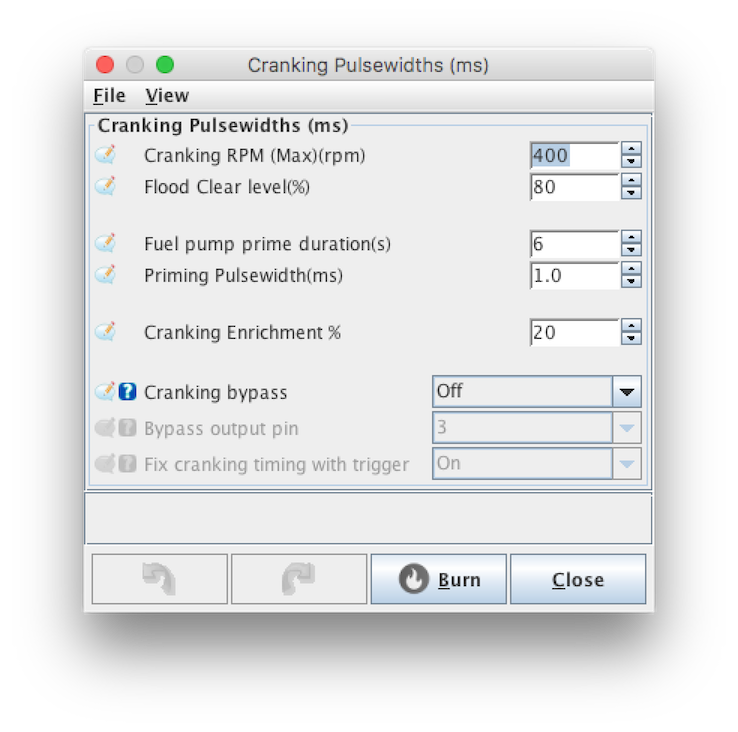 Cranking Pulsewidths (ms)
File View
Cranking Pulsewidths (ms)
Cranking RPM (Max)(rpm) 400
Flood Clear level(%) 80
Fuel pump prime duration(s) 6
Priming Pulsewidth(ms) 1.0
Cranking Enrichment % 20
? Cranking bypass Off
? Bypass output pin 3
? Fix cranking timing with trigger On
Burn Close